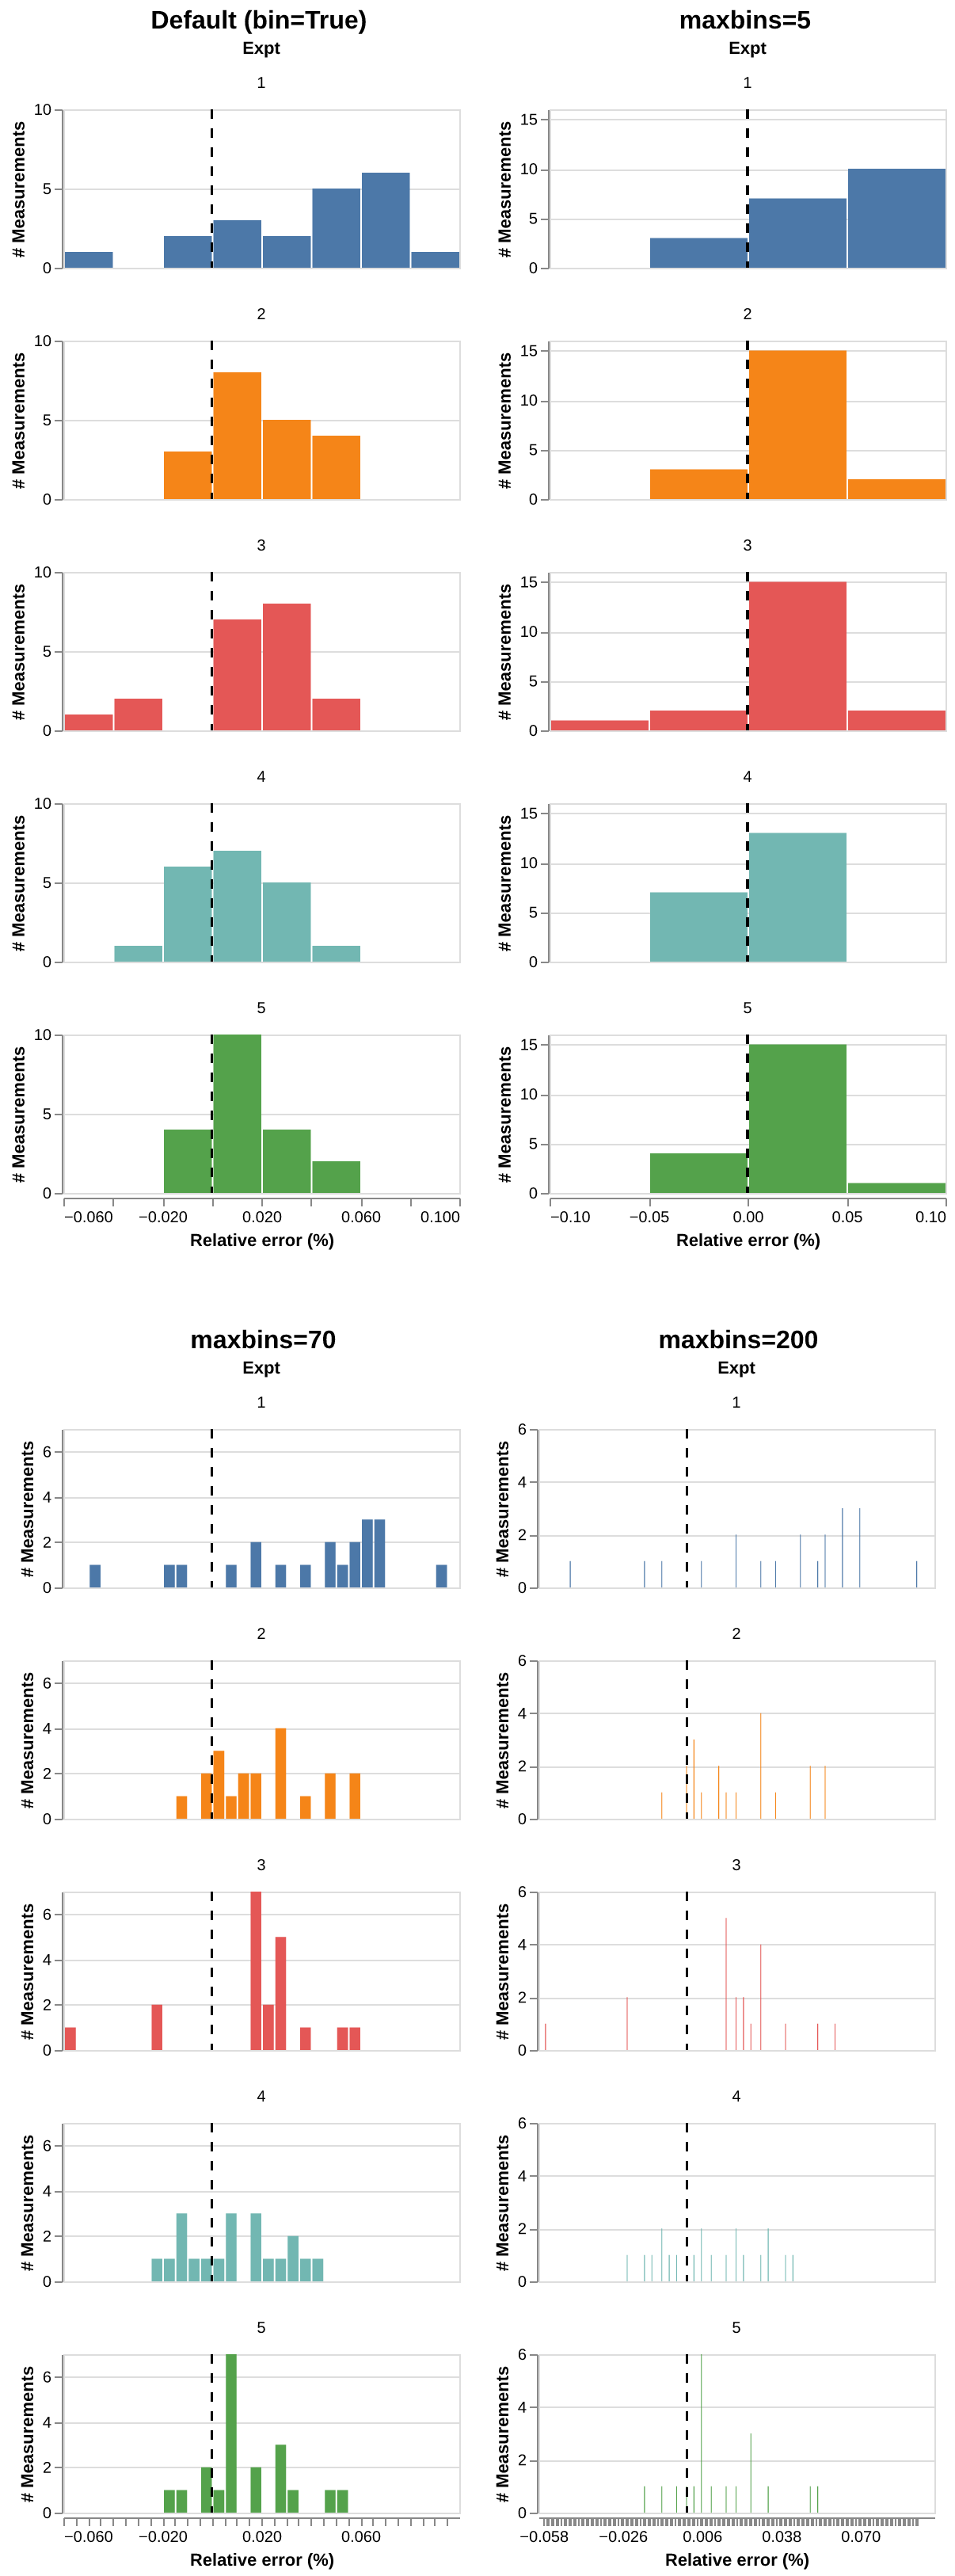 Default (bin=True)
Expt
1
10
5
0
# Measurements
2
10
5
0
# Measurements
3
10
5
0
# Measurements
4
10
5
0
# Measurements
5
10
5
0
# Measurements
−0.060 −0.020 0.020 0.060 0.100
Relative error (%)
maxbins=5
Expt
1
15
10
5
0
# Measurements
2
15
10
5
0
# Measurements
3
15
10
5
0
# Measurements
4
15
10
5
0
# Measurements
5
15
10
5
0
# Measurements
−0.10 −0.05 0.00 0.05 0.10
Relative error (%)
maxbins=70
Expt
1
6
4
2
0
# Measurements
2
6
4
2
0
# Measurements
3
6
4
2
0
# Measurements
4
6
4
2
0
# Measurements
5
6
4
2
0
# Measurements
−0.060 −0.020 0.020 0.060
Relative error (%)
maxbins=200
Expt
1
6
4
2
0
# Measurements
2
6
4
2
0
# Measurements
3
6
4
2
0
# Measurements
4
6
4
2
0
# Measurements
5
6
4
2
0
# Measurements
−0.058 −0.026 0.006 0.038 0.070
Relative error (%)